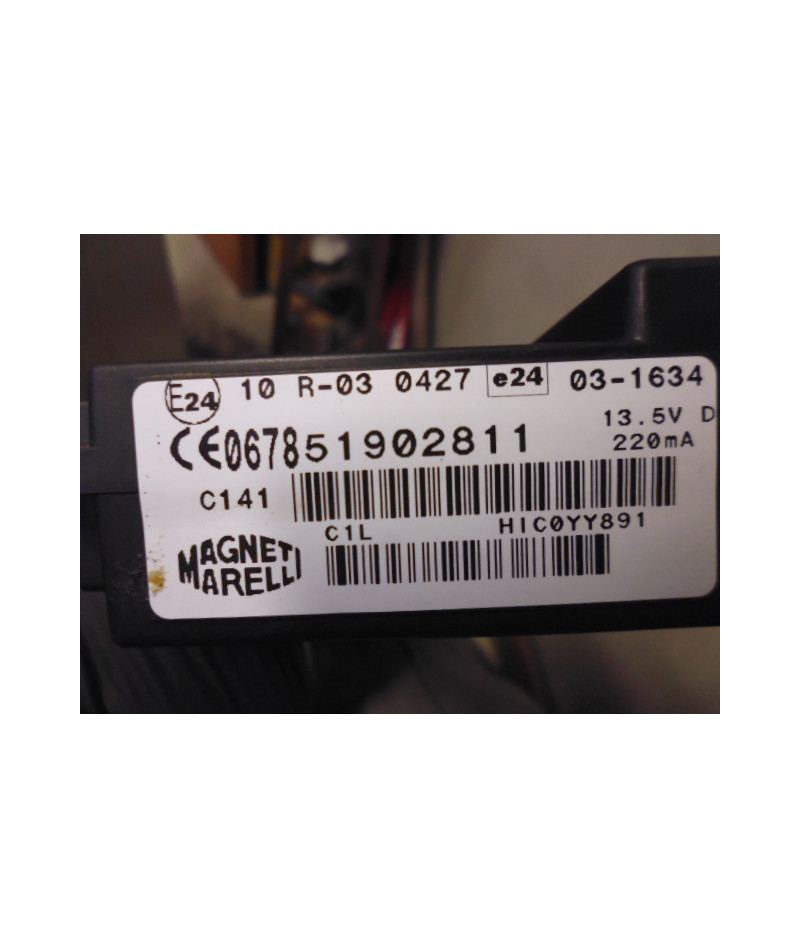 E24 10 R-03 0427 e24 03-1634
13.5V D
CE0678 51902811 220mA
C141
C1L HIC0YY891
MAGNETI
MARELLI